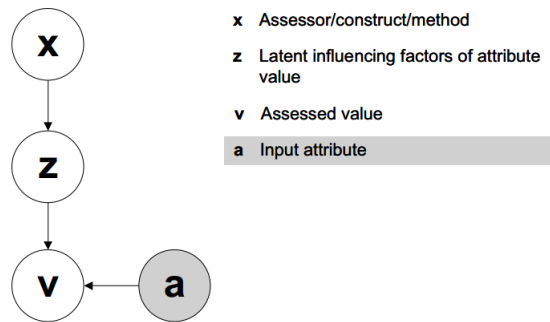 x
z
v
a
x Assessor/construct/method
z Latent influencing factors of attribute
value
v Assessed value
a Input attribute